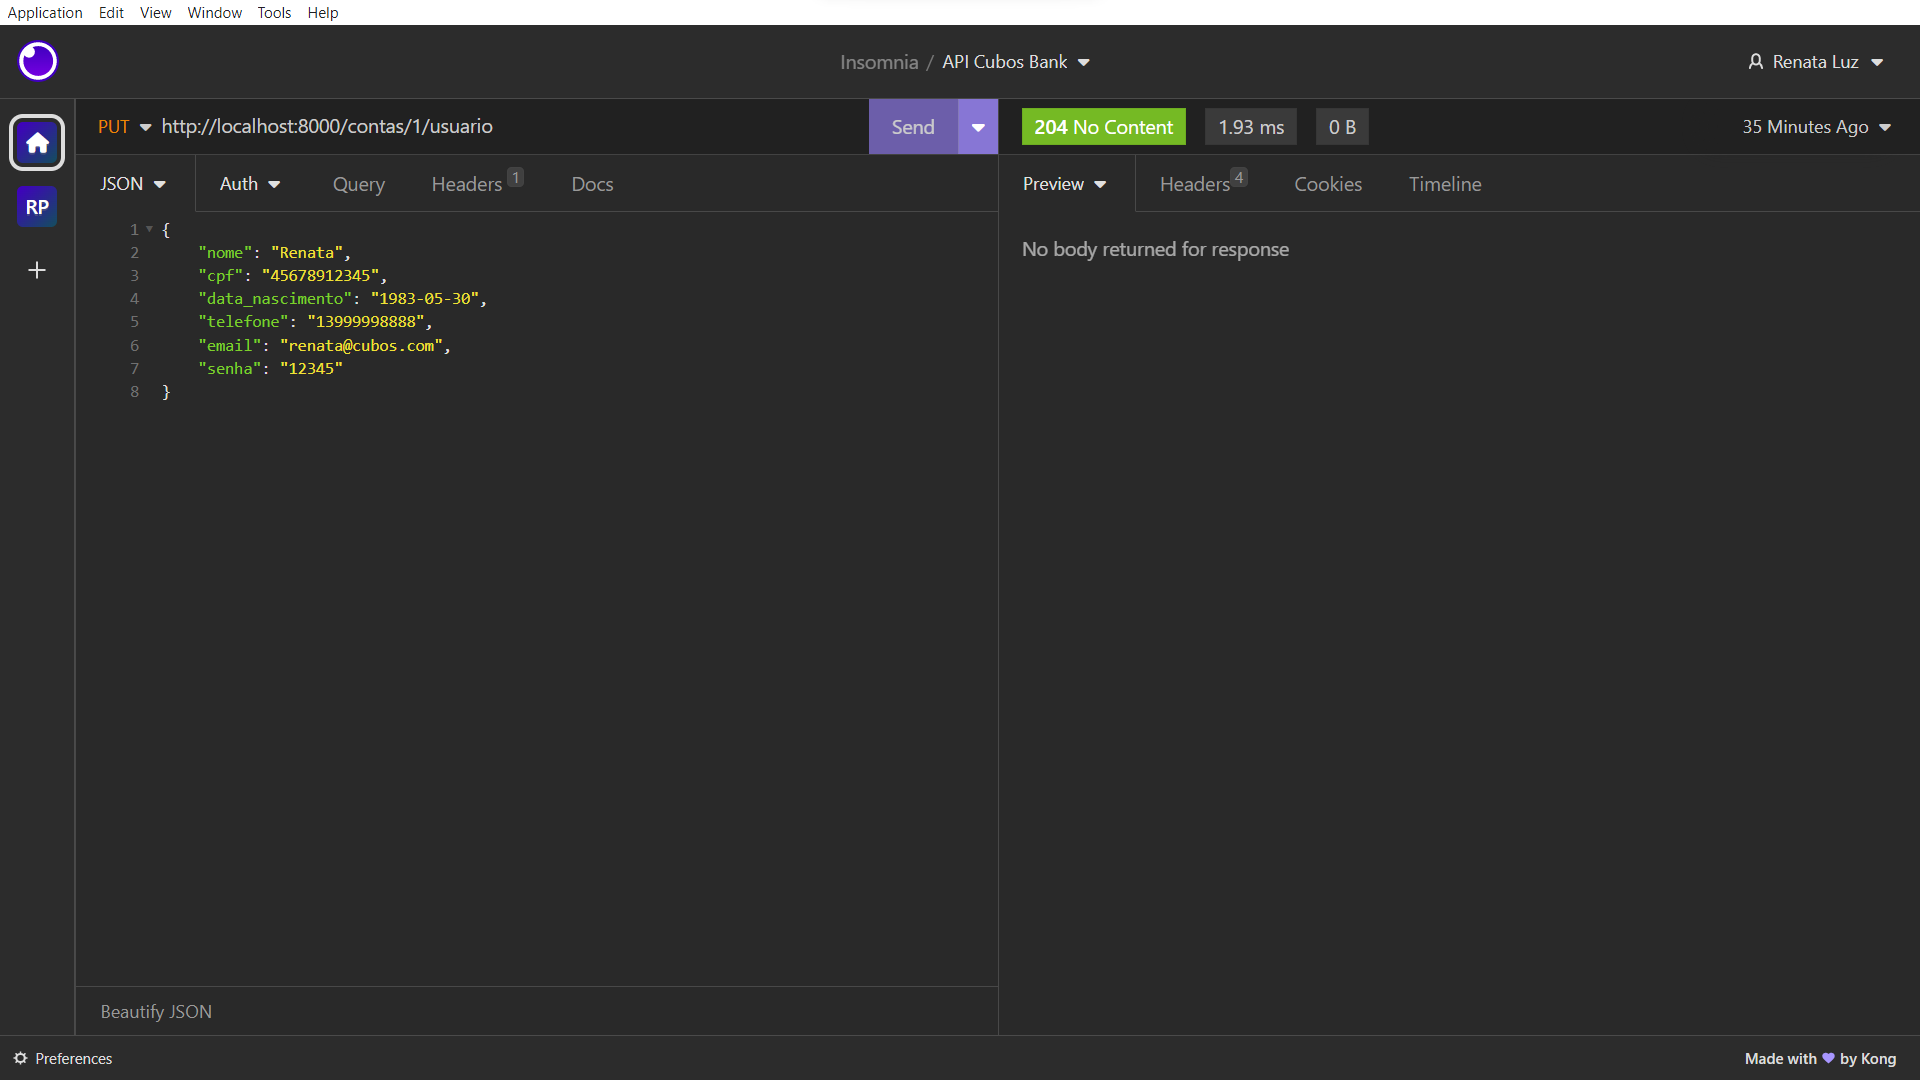 Application Edit View Window Tools Help
Insomnia / API Cubos Bank
Renata Luz
PUT http://localhost:8000/contas/1/usuario
Send
204 No Content 1.93 ms 0 B
35 Minutes Ago
JSON Auth Query Headers 1 Docs
Preview Headers 4 Cookies Timeline
RP
1 {
2 "nome": "Renata",
3 "cpf": "45678912345",
4 "data_nascimento": "1983-05-30",
5 "telefone": "13999998888",
6 "email": "renata@cubos.com",
7 "senha": "12345"
8 }
No body returned for response
Beautify JSON
Preferences
Made with by Kong